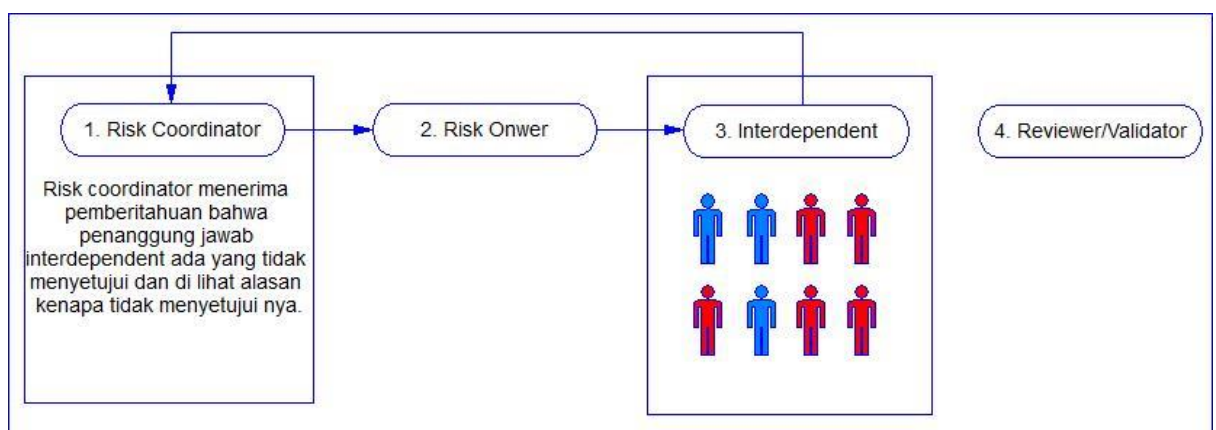 1. Risk Coordinator
2. Risk Onwer
3. Interdependent
4. Reviewer/Validator
Risk coordinator menerima
pemberitahuan bahwa
penanggung jawab
interdependent ada yang tidak
menyetujui dan di lihat alasan
kenapa tidak menyetujui nya.